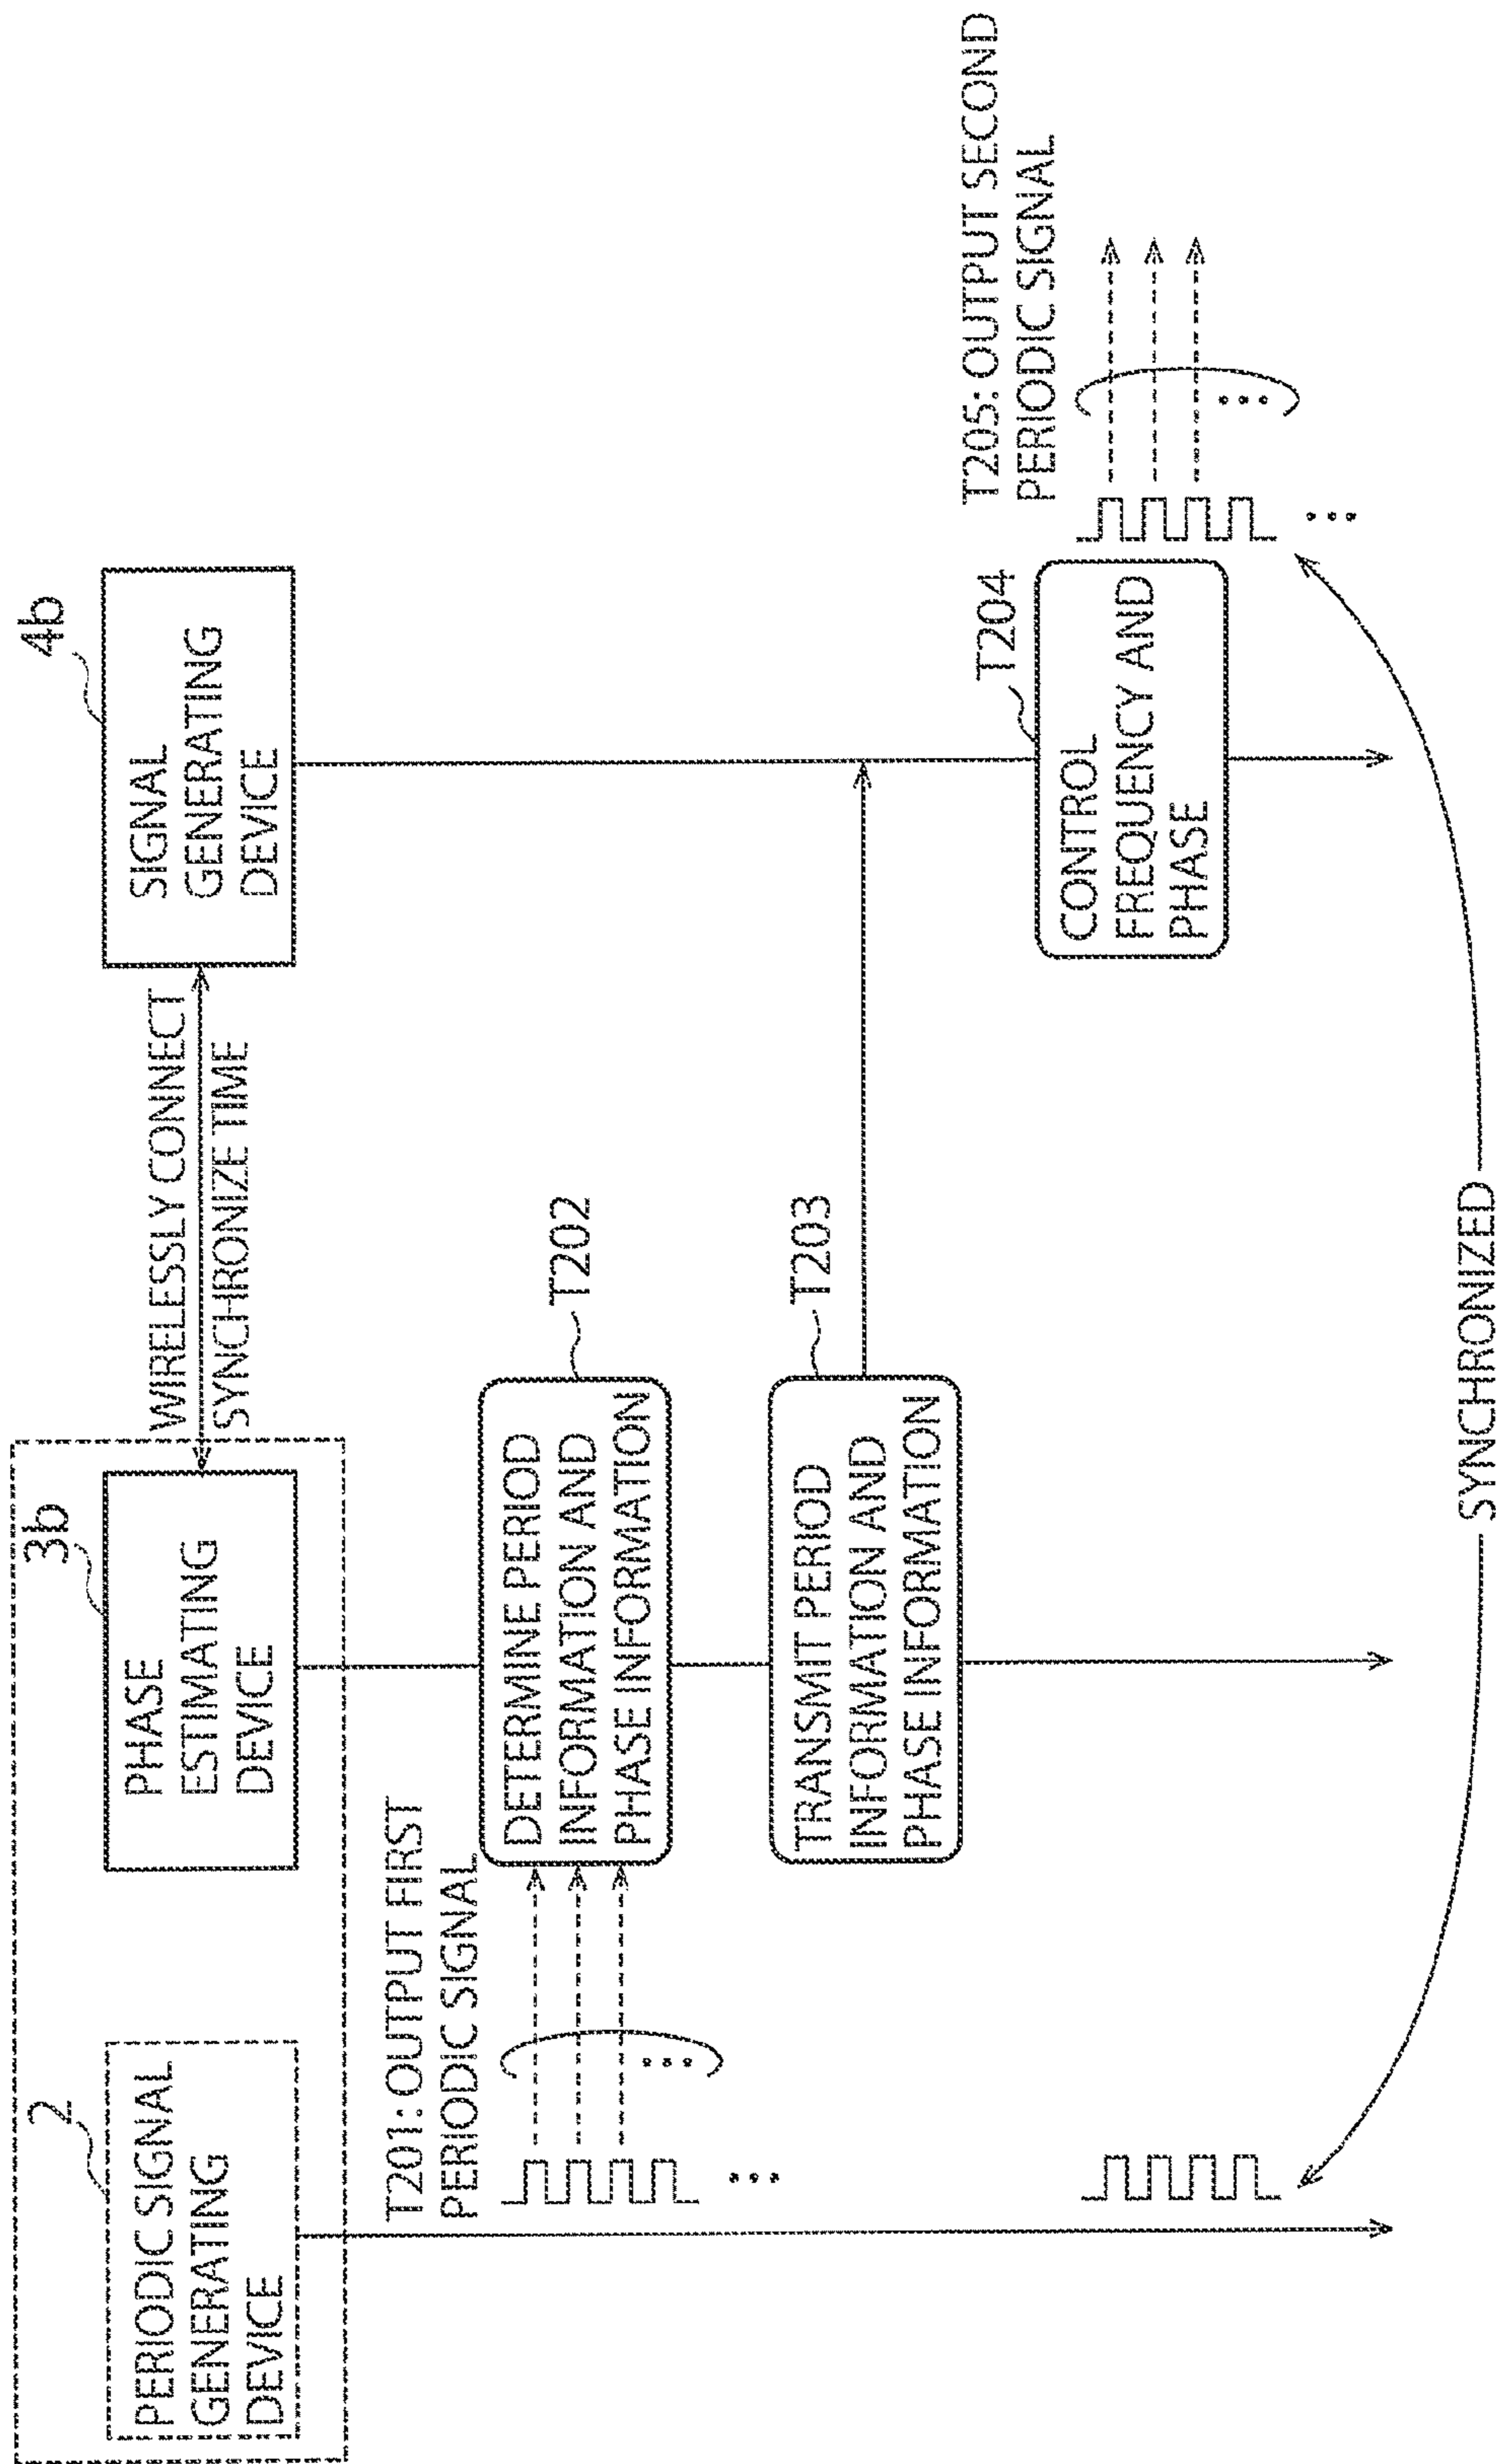 2
PERIODIC SIGNAL
GENERATING
DEVICE
3b
PHASE
ESTIMATING
DEVICE
WIRELESSLY CONNECT
SYNCHRONIZE TIME
4b
SIGNAL
GENERATING
DEVICE
T201: OUTPUT FIRST
PERIODIC SIGNAL
T202
DETERMINE PERIOD
INFORMATION AND
PHASE INFORMATION
T203
TRANSMIT PERIOD
INFORMATION AND
PHASE INFORMATION
T204
CONTROL
FREQUENCY AND
PHASE
T205: OUTPUT SECOND
PERIODIC SIGNAL
SYNCHRONIZED